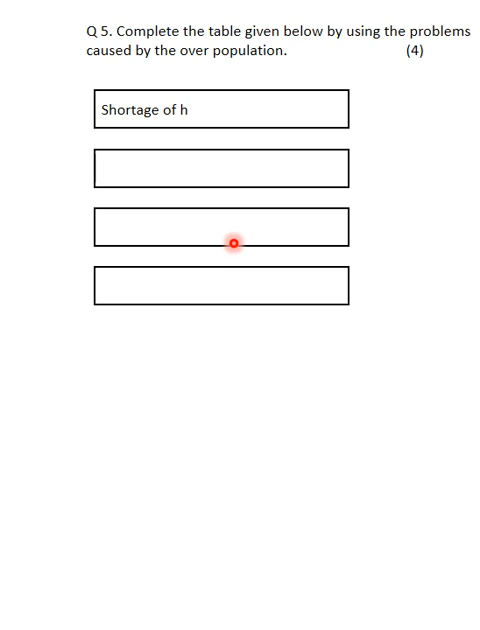 Q 5. Complete the table given below by using the problems
caused by the over population. (4)
Shortage of h